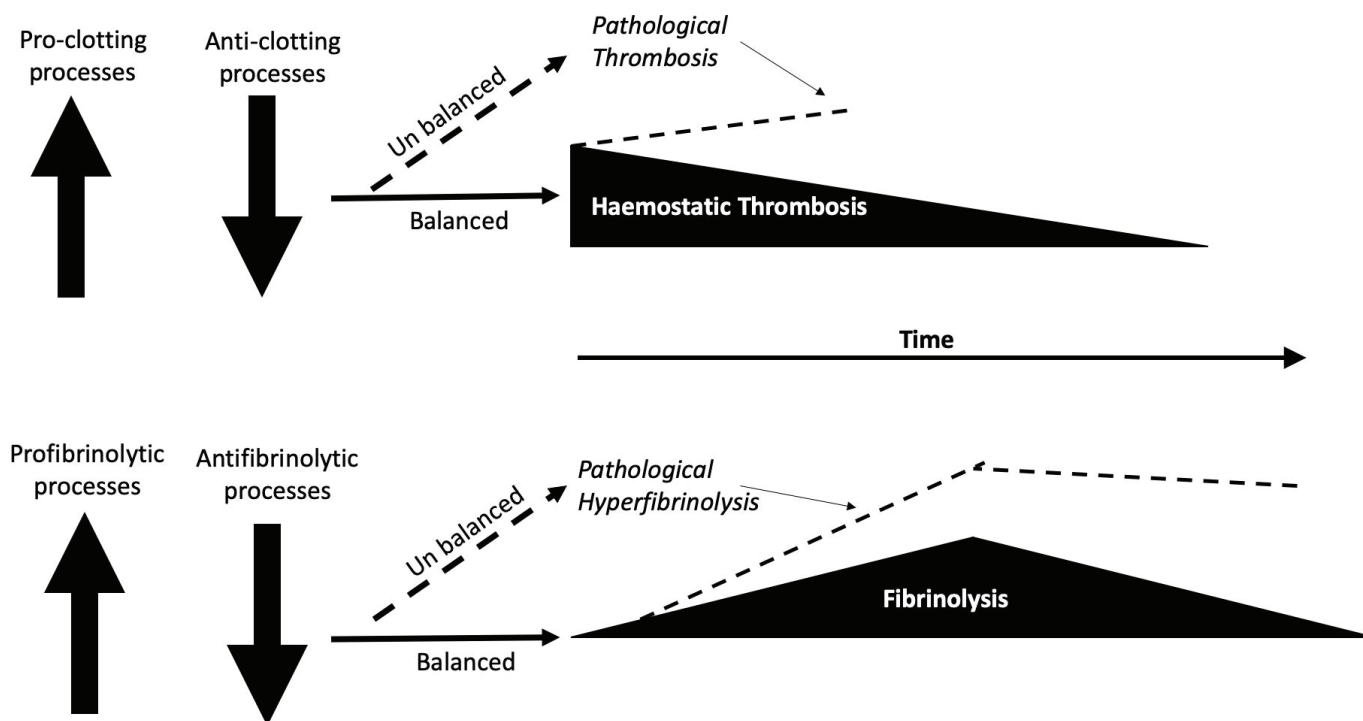 Pro-clotting
processes
Anti-clotting
processes
Un balanced
Balanced
Pathological
Thrombosis
Haemostatic Thrombosis
Time
Profibrinolytic
processes
Antifibrinolytic
processes
Un balanced
Balanced
Pathological
Hyperfibrinolysis
Fibrinolysis